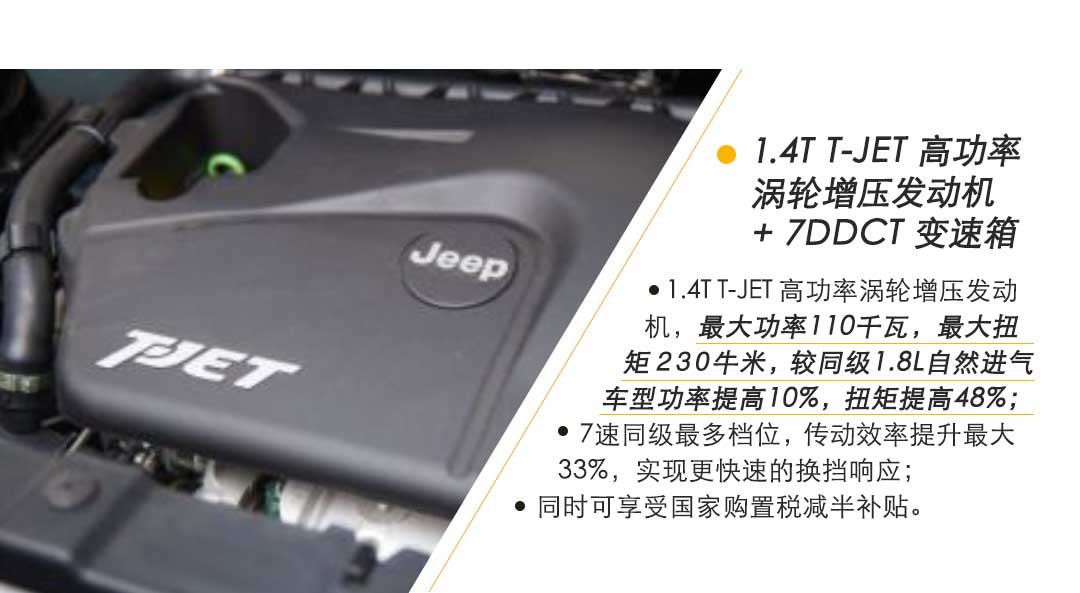 Jeep
T-JET
● 1.4T T-JET 高功率
涡轮增压发动机
+ 7DDCT 变速箱
●1.4T T-JET 高功率涡轮增压发动
机，最大功率110千瓦，最大扭
矩230牛米，较同级1.8L自然进气
车型功率提高10%，扭矩提高48%；
● 7速同级最多档位，传动效率提升最大
33%，实现更快速的换挡响应；
● 同时可享受国家购置税减半补贴。